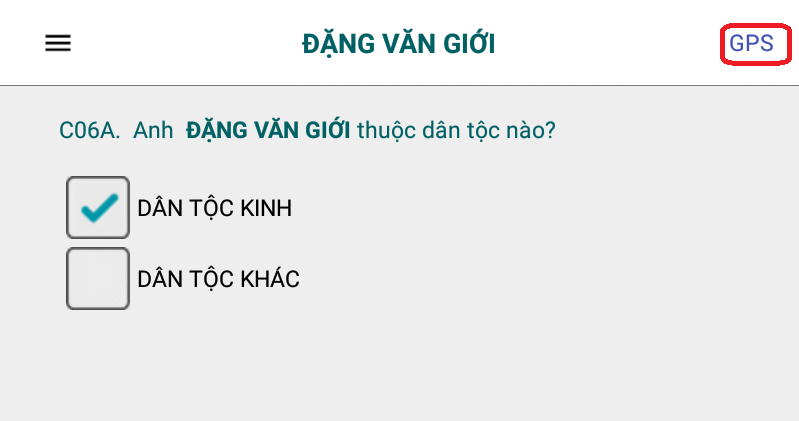 ĐẶNG VĂN GIỚI
GPS
C06A. Anh ĐẶNG VĂN GIỚI thuộc dân tộc nào?
DÂN TỘC KINH
DÂN TỘC KHÁC